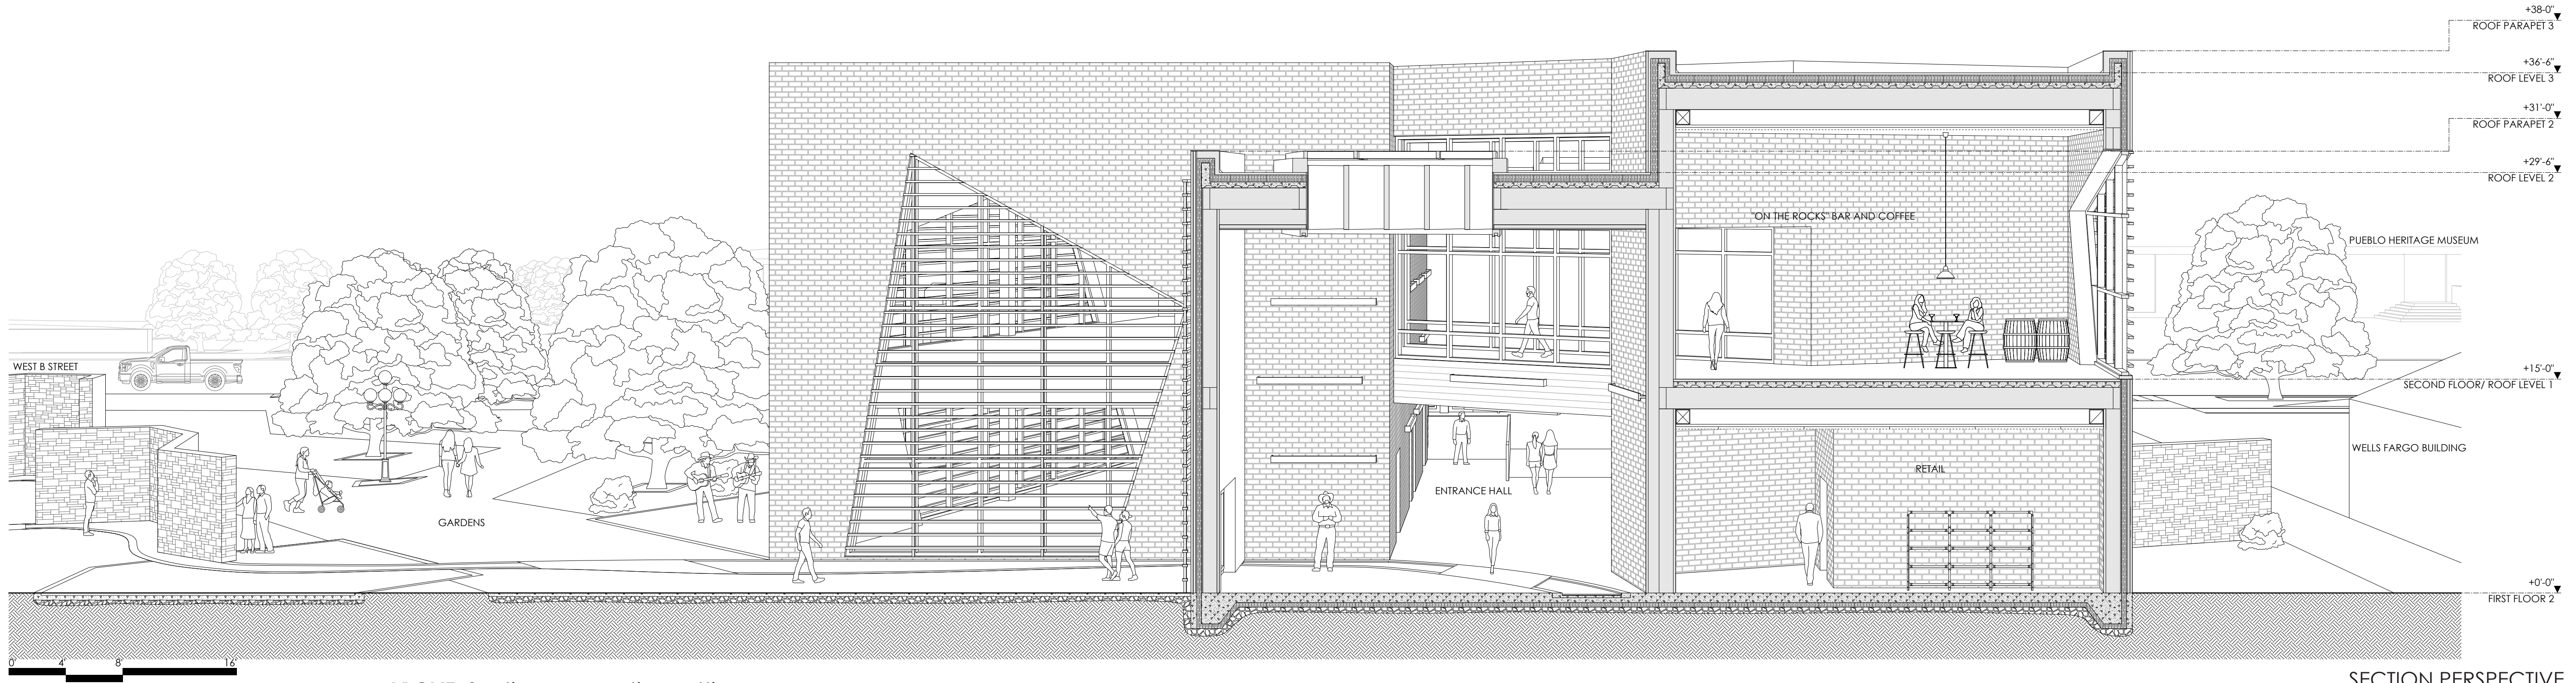 +38-0"
ROOF PARAPET 3
+36'-6"
ROOF LEVEL 3
+31'-0"
ROOF PARAPET 2
+29'-6"
ROOF LEVEL 2
"ON THE ROCKS" BAR AND COFFEE
PUEBLO HERITAGE MUSEUM
WEST B STREET
+15'-0"
SECOND FLOOR/ ROOF LEVEL 1
WELLS FARGO BUILDING
RETAIL
ENTRANCE HALL
GARDENS
+0'-0"
FIRST FLOOR 2
0' 4' 8' 16'
SECTION PERSPECTIVE